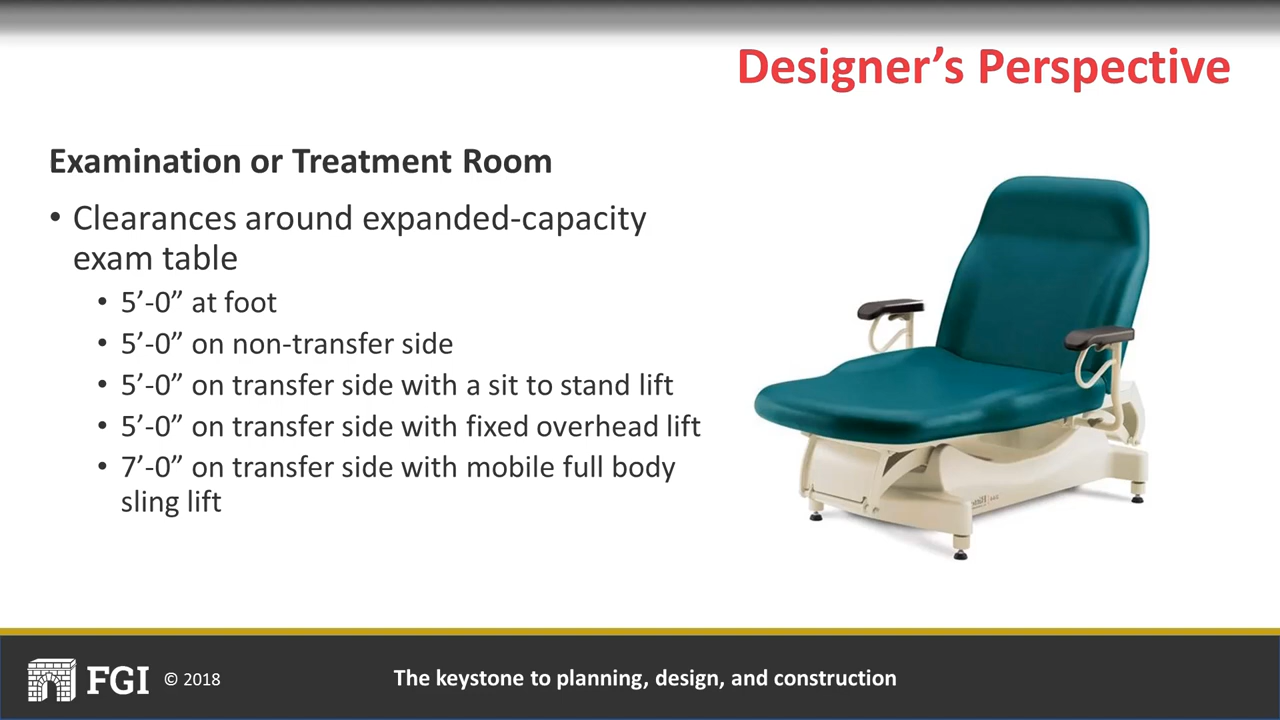 Designer’s Perspective
Examination or Treatment Room
• Clearances around expanded-capacity
exam table
• 5’-0” at foot
• 5’-0” on non-transfer side
• 5’-0” on transfer side with a sit to stand lift
• 5’-0” on transfer side with fixed overhead lift
• 7’-0” on transfer side with mobile full body
sling lift
FGI © 2018
The keystone to planning, design, and construction